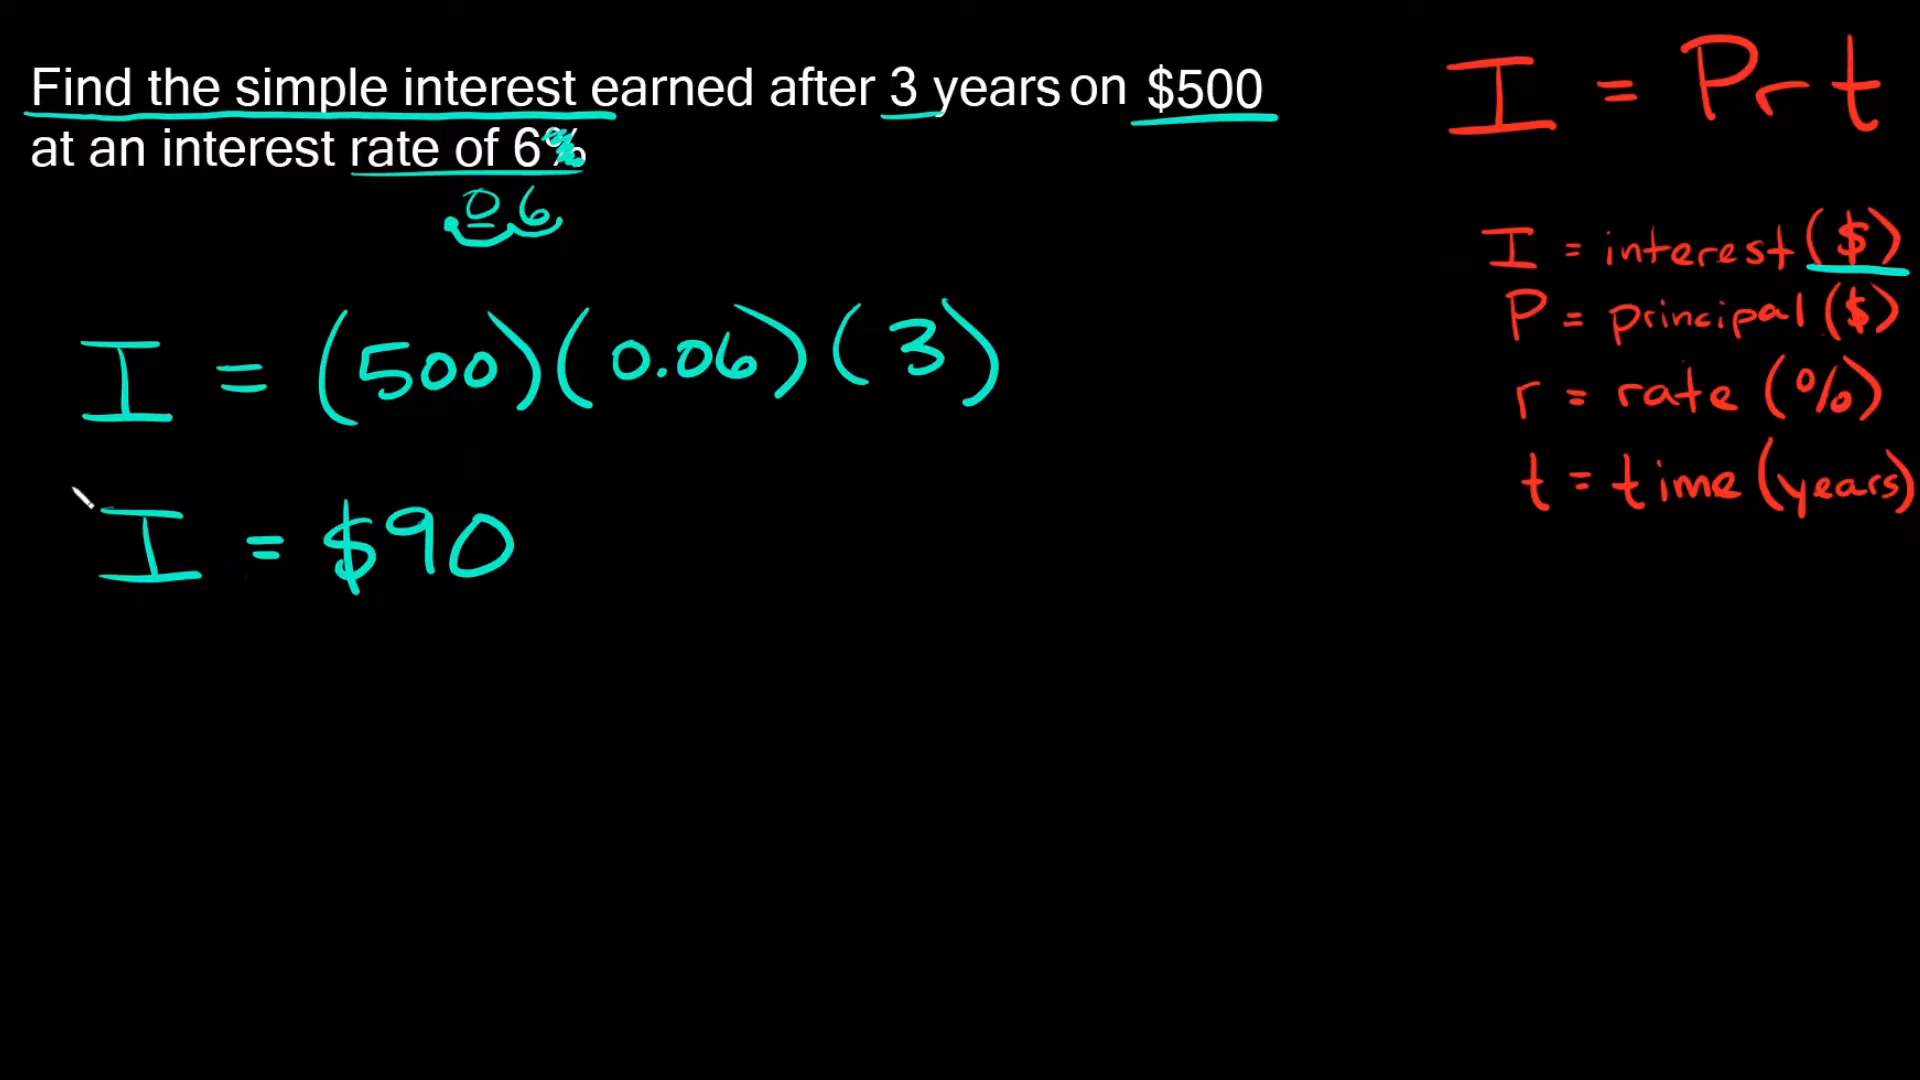 Find the simple interest earned after 3 years on $500
at an interest rate of 6%
.06
I = (500)(0.06)(3)
I = $90
I = Prt
I = interest ($)
P = principal ($)
r = rate (%)
t = time (years)